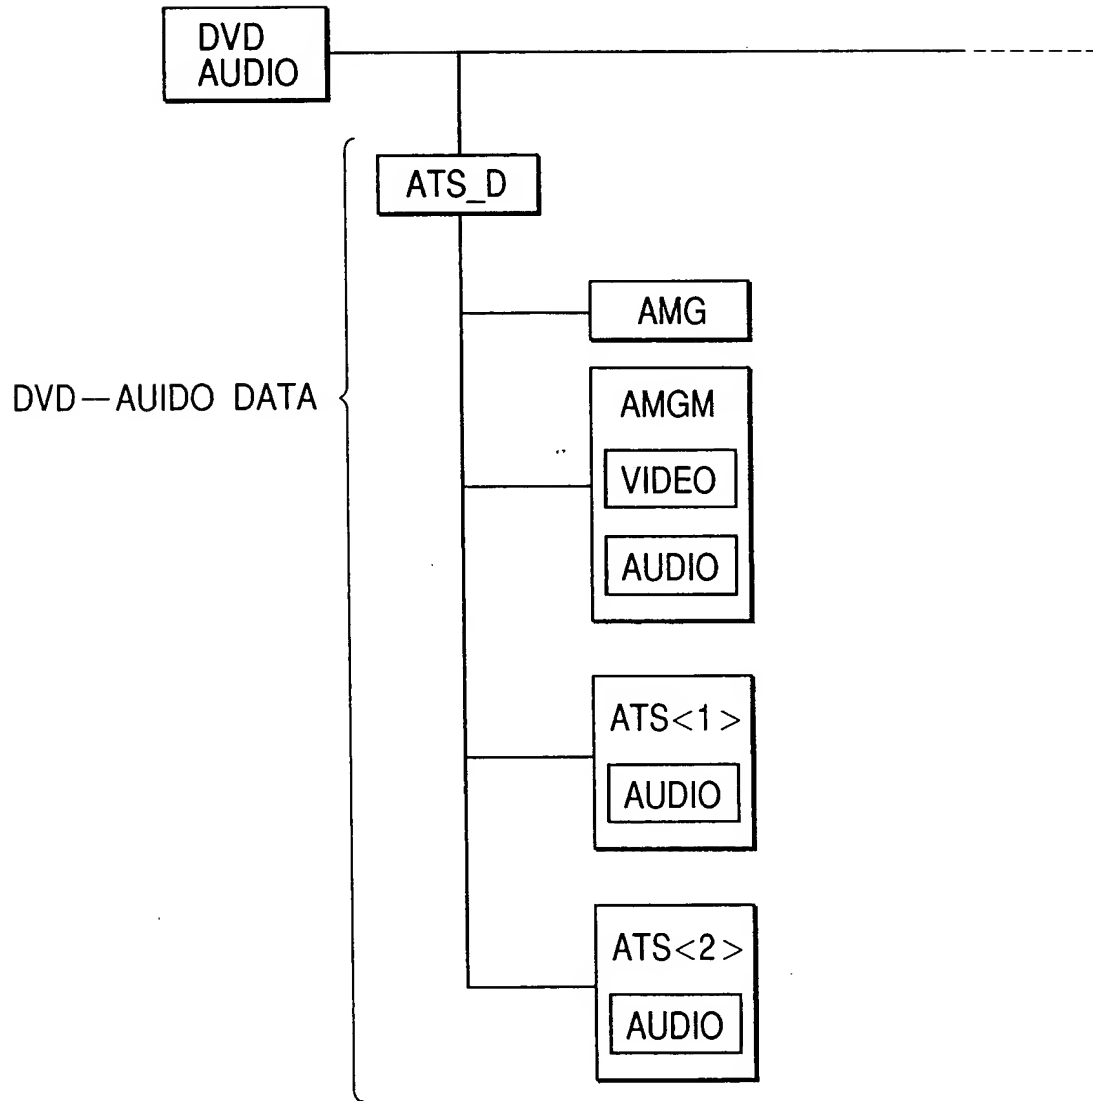 DVD
AUDIO
ATS_D
AMG
DVD—AUIDO DATA
AMGM
VIDEO
AUDIO
ATS<1>
AUDIO
ATS<2>
AUDIO